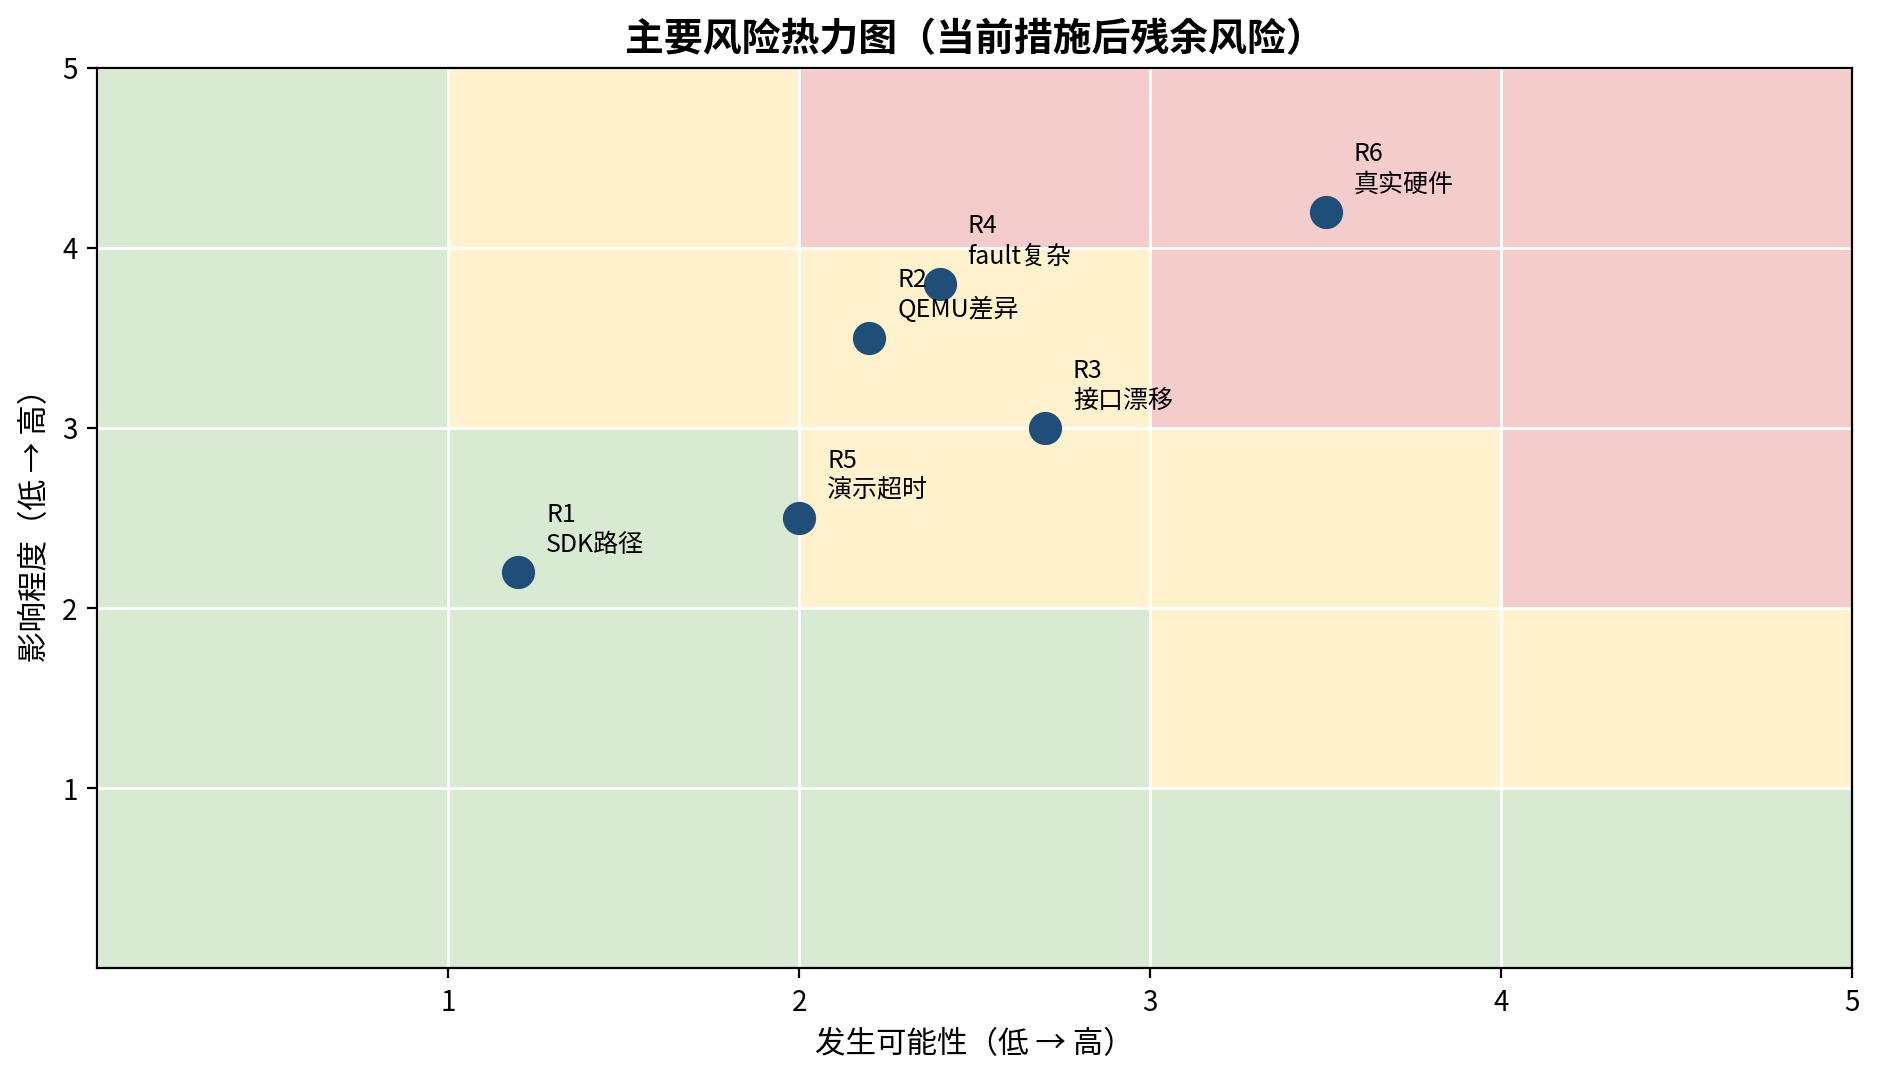 主要风险热力图（当前措施后残余风险）
5
4
3
2
1
影响程度（低 → 高）
R6
真实硬件
R4
fault复杂
R2
QEMU差异
R3
接口漂移
R5
演示超时
R1
SDK路径
1
2
3
4
5
发生可能性（低 → 高）